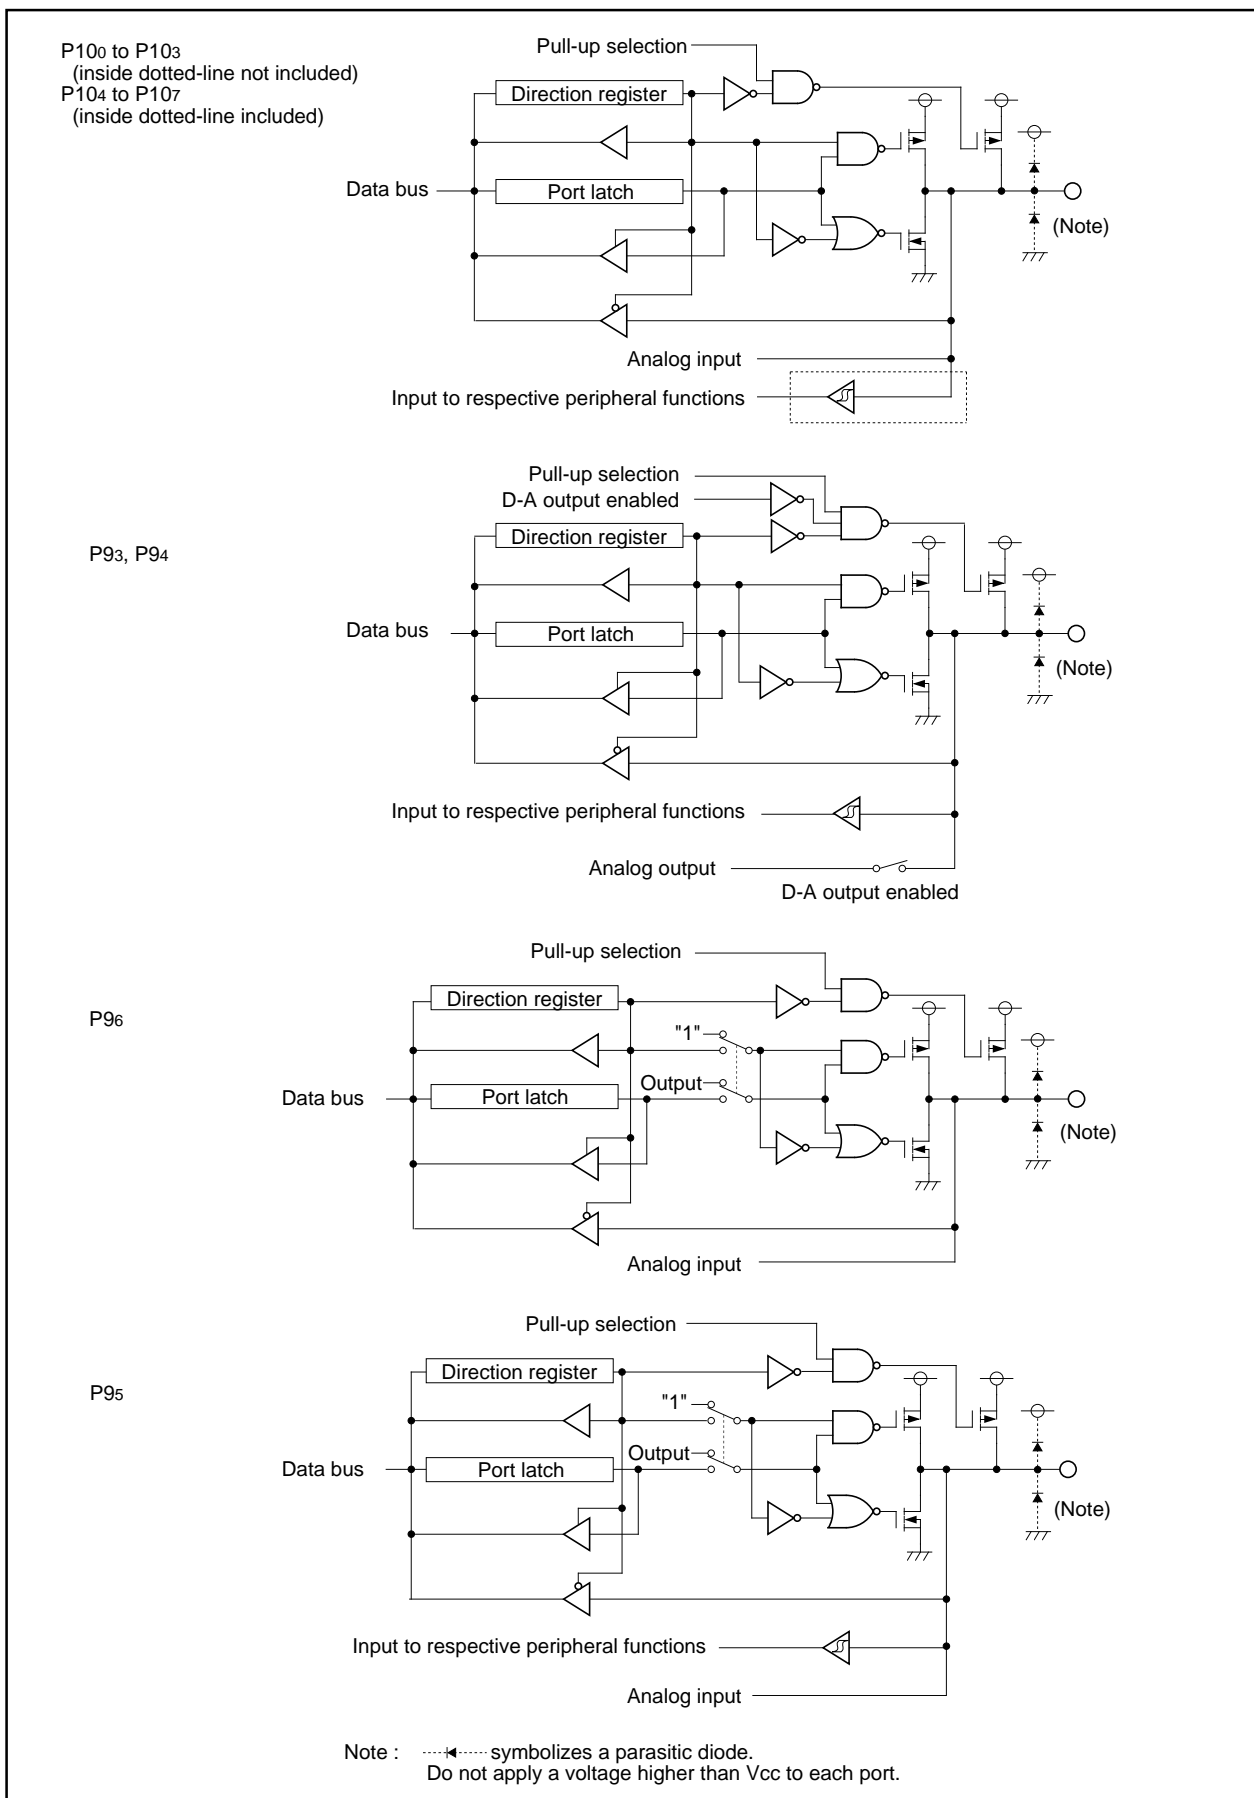 P100 to P103
(inside dotted-line not included)
P104 to P107
(inside dotted-line included)
Pull-up selection
Direction register
Data bus
Port latch
(Note)
Analog input
Input to respective peripheral functions
P93, P94
Pull-up selection
D-A output enabled
Direction register
Data bus
Port latch
(Note)
Input to respective peripheral functions
Analog output
D-A output enabled
P96
Pull-up selection
Direction register
"1"
Output
Data bus
Port latch
(Note)
Analog input
P95
Pull-up selection
Direction register
"1"
Output
Data bus
Port latch
(Note)
Input to respective peripheral functions
Analog input
Note : symbolizes a parasitic diode.
Do not apply a voltage higher than Vcc to each port.